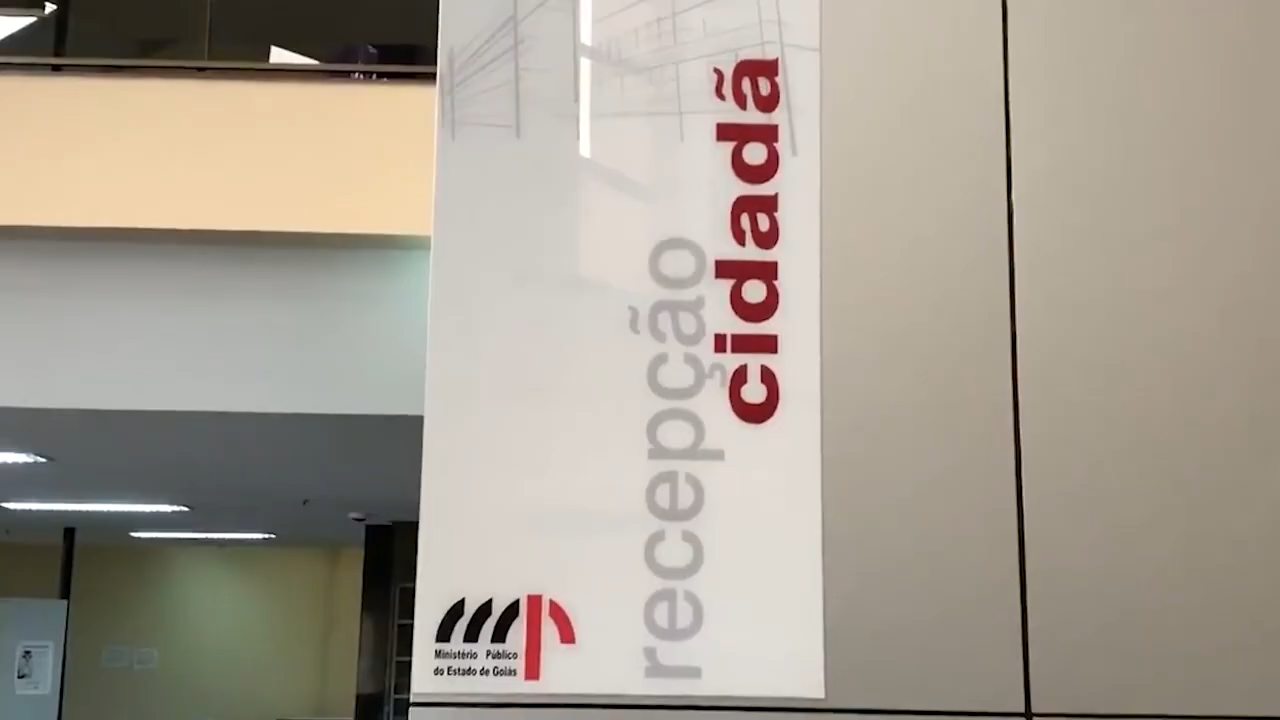 recepção
cidadã
Ministério Público
do Estado de Goiás